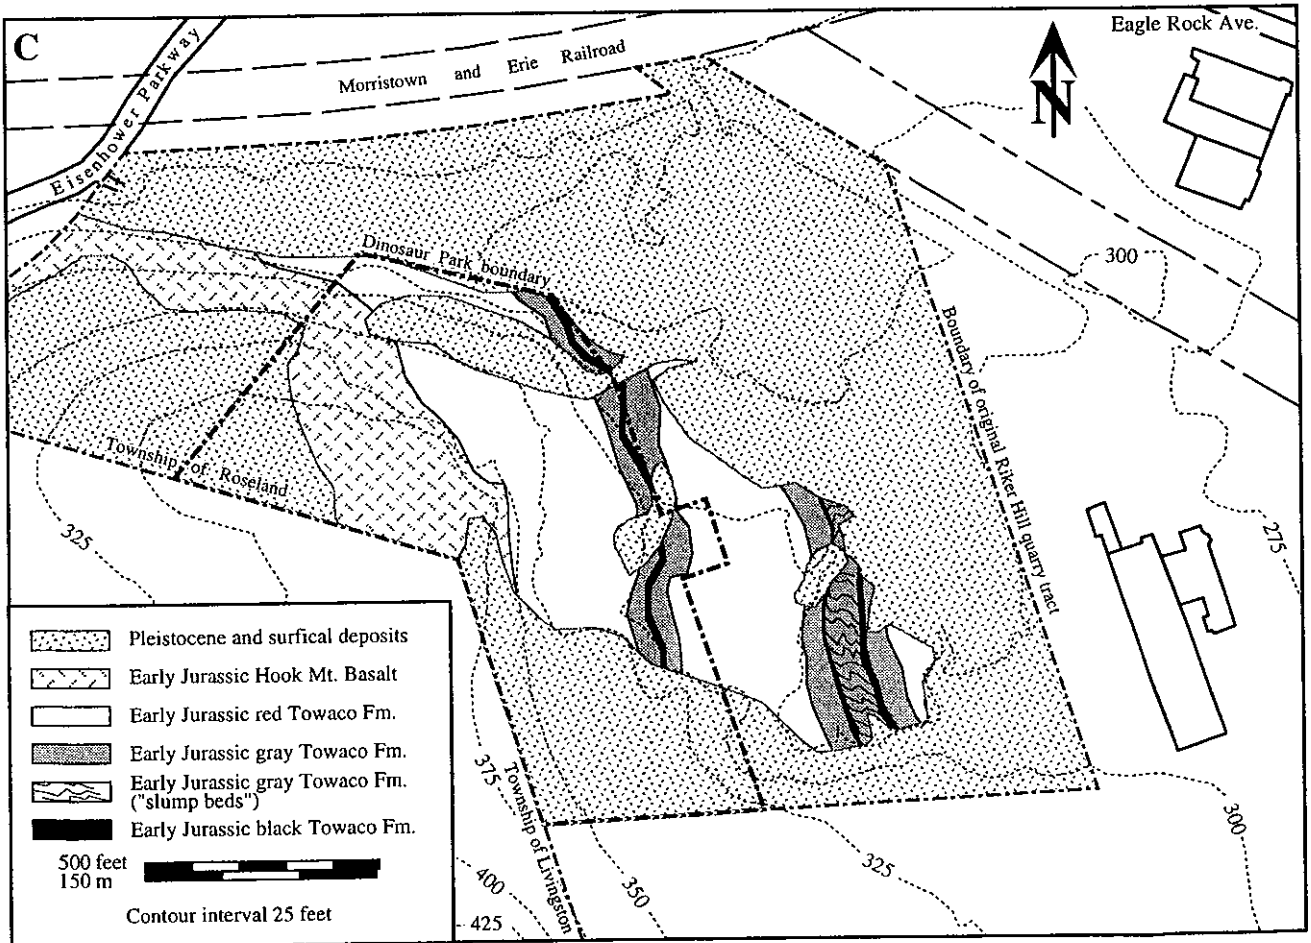 C
Eagle Rock Ave.
Eisenhower Parkway
Morristown and Erie Railroad
N
Dinosaur Park boundary
300
Boundary of original Riker Hill quarry tract
Township of Roseland
325
275
Pleistocene and surfical deposits
Early Jurassic Hook Mt. Basalt
Early Jurassic red Towaco Fm.
Early Jurassic gray Towaco Fm.
Early Jurassic gray Towaco Fm.
("slump beds")
Early Jurassic black Towaco Fm.
500 feet
150 m
Contour interval 25 feet
375
Township of Livingston
400
425
350
325
300